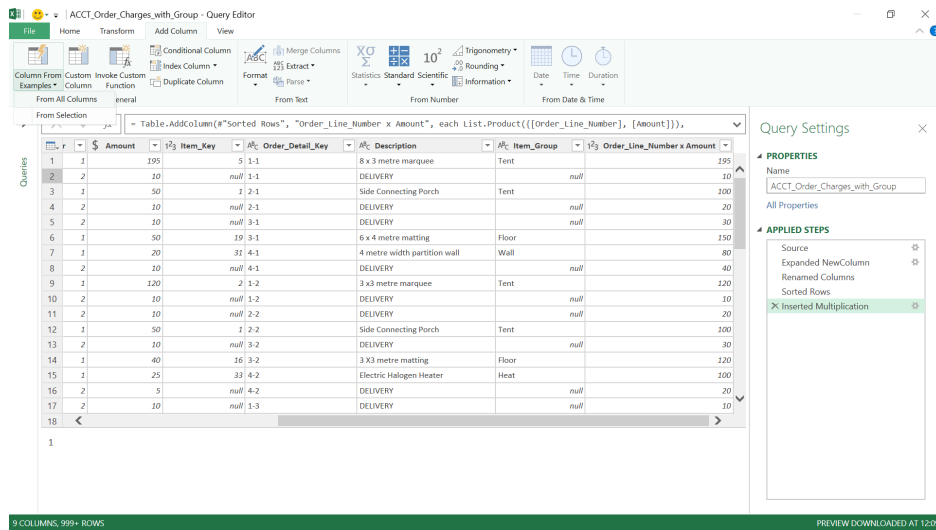 ACCT_Order_Charges_with_Group - Query Editor
File Home Transform Add Column View
Column From Examples Custom Column Invoke Custom Function
Conditional Column
Index Column
Duplicate Column
Format
Merge Columns
Extract
Parse
Statistics Standard Scientific
Trigonometry
Rounding
Information
Date Time Duration
From All Columns
From Selection
eneral From Text From Number From Date & Time
= Table.AddColumn(#"Sorted Rows", "Order_Line_Number x Amount", each List.Product({[Order_Line_Number], [Amount]}),
Queries
r $ Amount 123 Item_Key ABC Order_Detail_Key ABC Description ABC Item_Group 123 Order_Line_Number x Amount
1 1 195 5 1-1 8 x 3 metre marquee Tent 195
2 2 10 null 1-1 DELIVERY null 10
3 1 50 1 2-1 Side Connecting Porch Tent 100
4 2 10 null 2-1 DELIVERY null 20
5 2 10 null 3-1 DELIVERY null 30
6 1 50 19 3-1 6 x 4 metre matting Floor 150
7 1 20 31 4-1 4 metre width partition wall Wall 80
8 2 10 null 4-1 DELIVERY null 40
9 1 120 2 1-2 3 x3 metre marquee Tent 120
10 2 10 null 1-2 DELIVERY null 10
11 2 10 null 2-2 DELIVERY null 20
12 1 50 1 2-2 Side Connecting Porch Tent 100
13 2 10 null 3-2 DELIVERY null 30
14 1 40 16 3-2 3 X3 metre matting Floor 120
15 1 25 33 4-2 Electric Halogen Heater Heat 100
16 2 5 null 4-2 DELIVERY null 20
17 2 10 null 1-3 DELIVERY null 10
18
1
Query Settings
PROPERTIES
Name
ACCT_Order_Charges_with_Group
All Properties
APPLIED STEPS
Source
Expanded NewColumn
Renamed Columns
Sorted Rows
Inserted Multiplication
9 COLUMNS, 999+ ROWS
PREVIEW DOWNLOADED AT 12:0